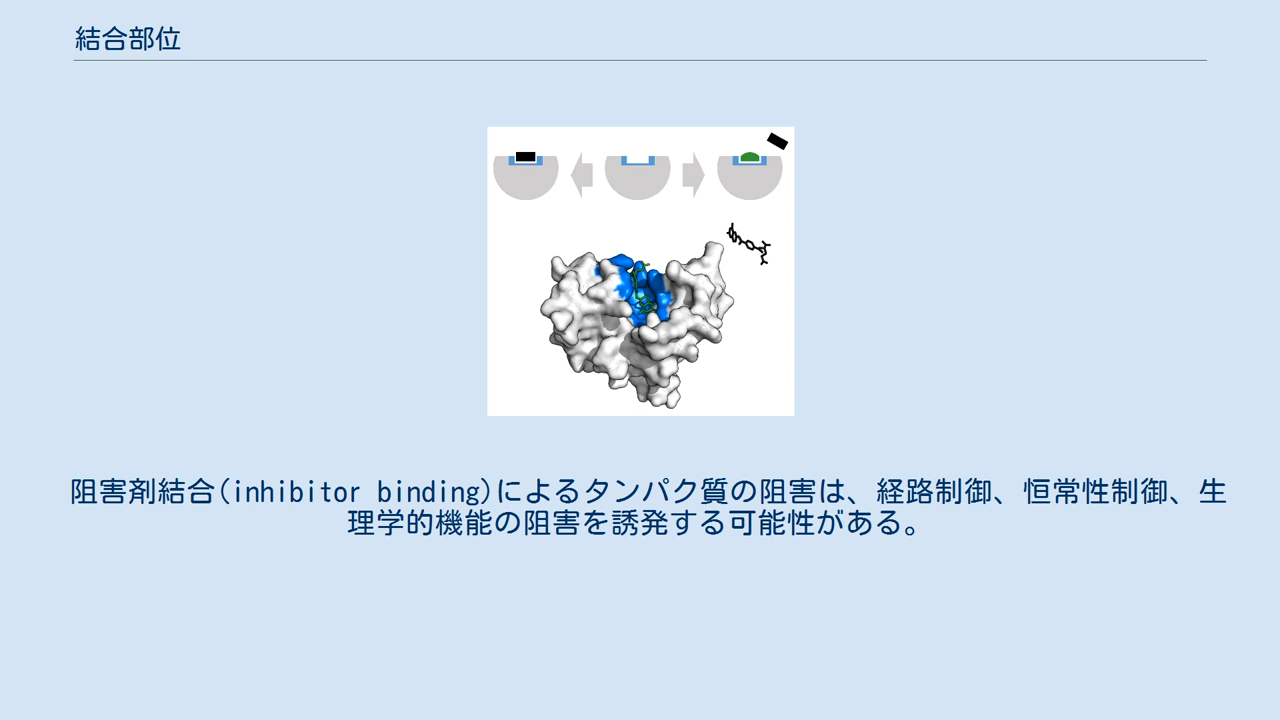 結合部位
阻害剤結合(inhibitor binding)によるタンパク質の阻害は、経路制御、恒常性制御、生
理学的機能の阻害を誘発する可能性がある。